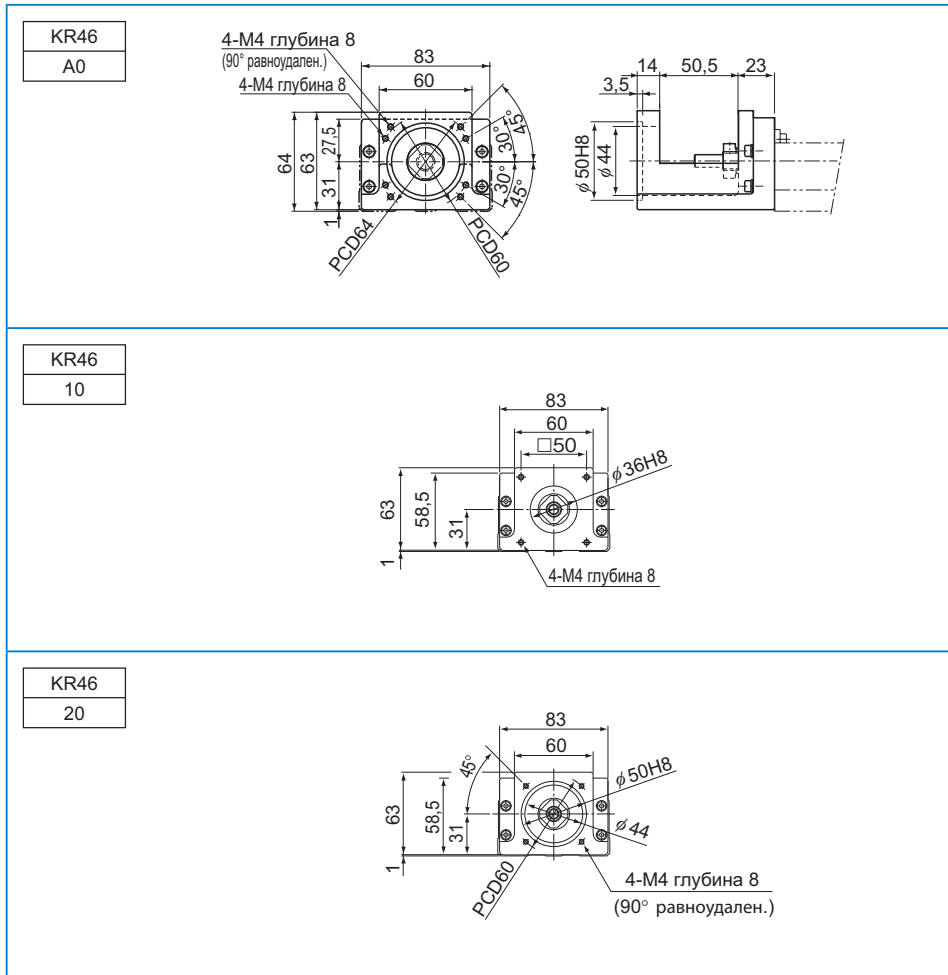 KR46
A0
4-M4 глубина 8
(90° равноудален.)
4-M4 глубина 8
83
60
64
63
27,5
31
1
45°
30°
30°
45°
PCD64
PCD60
14
50,5
23
3,5
ϕ 50H8
ϕ 44
KR46
10
83
60
□50
ϕ 36H8
63
58,5
31
1
4-M4 глубина 8
KR46
20
83
60
45°
ϕ 50H8
ϕ 44
63
58,5
31
1
PCD60
4-M4 глубина 8
(90° равноудален.)